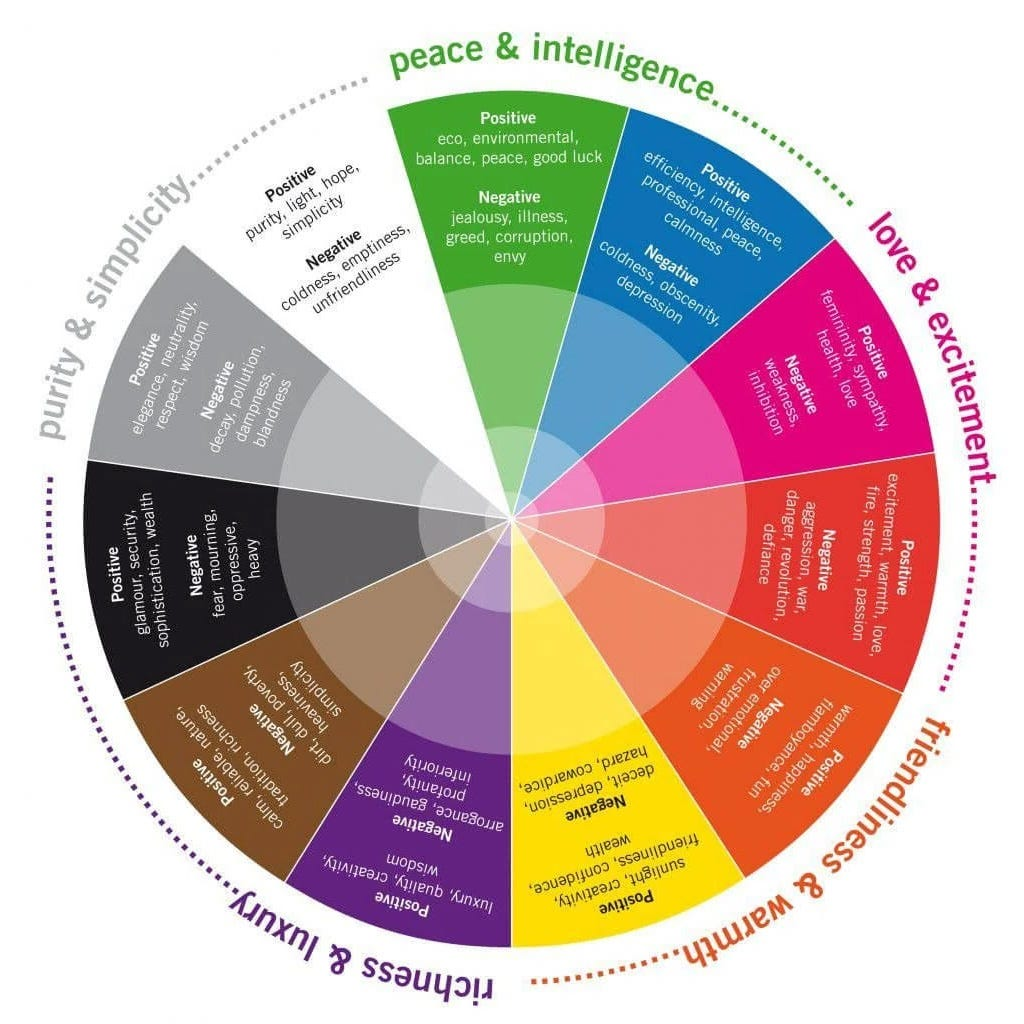 peace & intelligence
Positive
eco, environmental,
balance, peace, good luck
Negative
jealousy, illness,
greed, corruption,
envy
Positive
efficiency, intelligence,
professional, peace,
calmness
Negative
coldness, obscenity,
depression
love & excitement
Positive
femininity, sympathy,
health, love
Negative
weakness,
inhibition
Positive
excitement, warmth, love,
fire, strength, passion
Negative
aggression, war,
danger, revolution,
defiance
friendliness & warmth
Positive
warmth, happiness,
flamboyance, fun
Negative
over emotional,
frustration,
warning
Positive
sunlight, creativity,
friendliness, confidence,
wealth
Negative
deceit, depression,
hazard, cowardice
richness & luxury
Positive
luxury, quality, creativity,
wisdom
Negative
arrogance, gaudiness,
profanity,
inferiority
Positive
calm, reliable, nature,
tradition, richness
Negative
dirt, dull, poverty,
heaviness,
simplicity
Positive
glamour, security,
sophistication, wealth
Negative
fear, mourning,
oppressive,
heavy
purity & simplicity
Positive
elegance, neutrality,
respect, wisdom
Negative
decay, pollution,
dampness,
blandness
Positive
purity, light, hope,
simplicity
Negative
coldness, emptiness,
unfriendliness